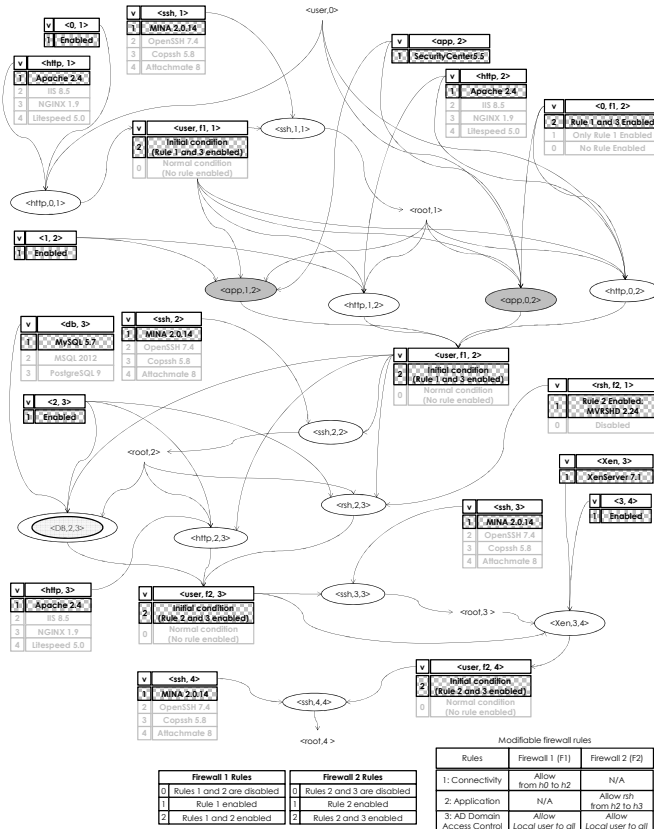 <user,0>
v <0, 1>
1 Enabled
v <ssh, 1>
1 MINA 2.0.14
2 OpenSSH 7.4
3 Copssh 5.8
4 Attachmate 8
v <app, 2>
1 SecurityCenter5.5
v <http, 1>
1 Apache 2.4
2 IIS 8.5
3 NGINX 1.9
4 Litespeed 5.0
v <http, 2>
1 Apache 2.4
2 IIS 8.5
3 NGINX 1.9
4 Litespeed 5.0
v <0, f1, 2>
2 Rule 1 and 3 Enabled
1 Only Rule 1 Enabled
0 No Rule Enabled
v <user, f1, 1>
2 Initial condition
(Rule 1 and 3 enabled)
0 Normal condition
(No rule enabled)
<ssh,1,1>
<http,0,1>
<root,1>
v <1, 2>
1 Enabled
<app,1,2>
<http,1,2>
<app,0,2>
<http,0,2>
v <db, 3>
1 MySQL 5.7
2 MSQL 2012
3 PostgreSQL 9
v <ssh, 2>
1 MINA 2.0.14
2 OpenSSH 7.4
3 Copssh 5.8
4 Attachmate 8
v <user, f1, 2>
2 Initial condition
(Rule 1 and 3 enabled)
0 Normal condition
(No rule enabled)
v <rsh, f2, 1>
1 Rule 2 Enabled:
MVRSHD 2.24
0 Disabled
v <2, 3>
1 Enabled
<ssh,2,2>
<root,2>
v <Xen, 3>
1 XenServer 7.1
<DB,2,3>
<http,2,3>
<rsh,2,3>
v <ssh, 3>
1 MINA 2.0.14
2 OpenSSH 7.4
3 Copssh 5.8
4 Attachmate 8
v <3, 4>
1 Enabled
v <http, 3>
1 Apache 2.4
2 IIS 8.5
3 NGINX 1.9
4 Litespeed 5.0
v <user, f2, 3>
2 Initial condition
(Rule 2 and 3 enabled)
0 Normal condition
(No rule enabled)
<ssh,3,3>
<root,3 >
<Xen,3,4>
v <ssh, 4>
1 MINA 2.0.14
2 OpenSSH 7.4
3 Copssh 5.8
4 Attachmate 8
<ssh,4,4>
v <user, f2, 4>
2 Initial condition
(Rule 2 and 3 enabled)
0 Normal condition
(No rule enabled)
<root,4 >
Firewall 1 Rules
0 Rules 1 and 2 are disabled
1 Rule 1 enabled
2 Rules 1 and 2 enabled
Firewall 2 Rules
0 Rules 2 and 3 are disabled
1 Rule 2 enabled
2 Rules 2 and 3 enabled
Modifiable firewall rules
Rules Firewall 1 (F1) Firewall 2 (F2)
1: Connectivity Allow from h0 to h2 N/A
2: Application N/A Allow rsh from h2 to h3
3: AD Domain Access Control Allow Local user to all Allow Local user to all